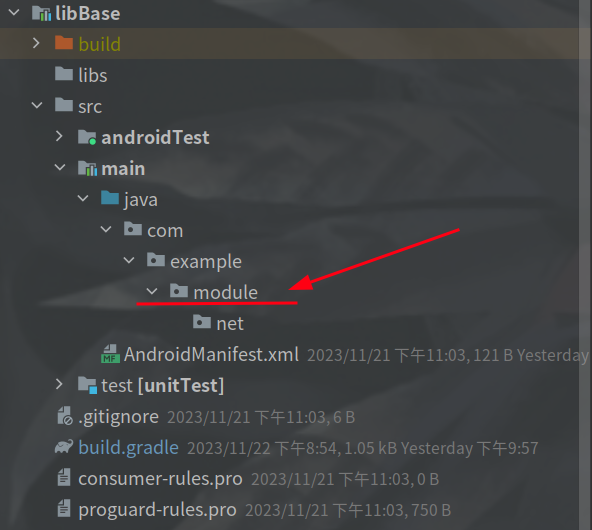 libBase
build
libs
src
androidTest
main
java
com
example
module
net
MF AndroidManifest.xml 2023/11/21 下午11:03, 121 B Yesterday
test [unitTest]
.gitignore 2023/11/21 下午11:03, 6 B
build.gradle 2023/11/22 下午8:54, 1.05 kB Yesterday 下午9:57
consumer-rules.pro 2023/11/21 下午11:03, 0 B
proguard-rules.pro 2023/11/21 下午11:03, 750 B